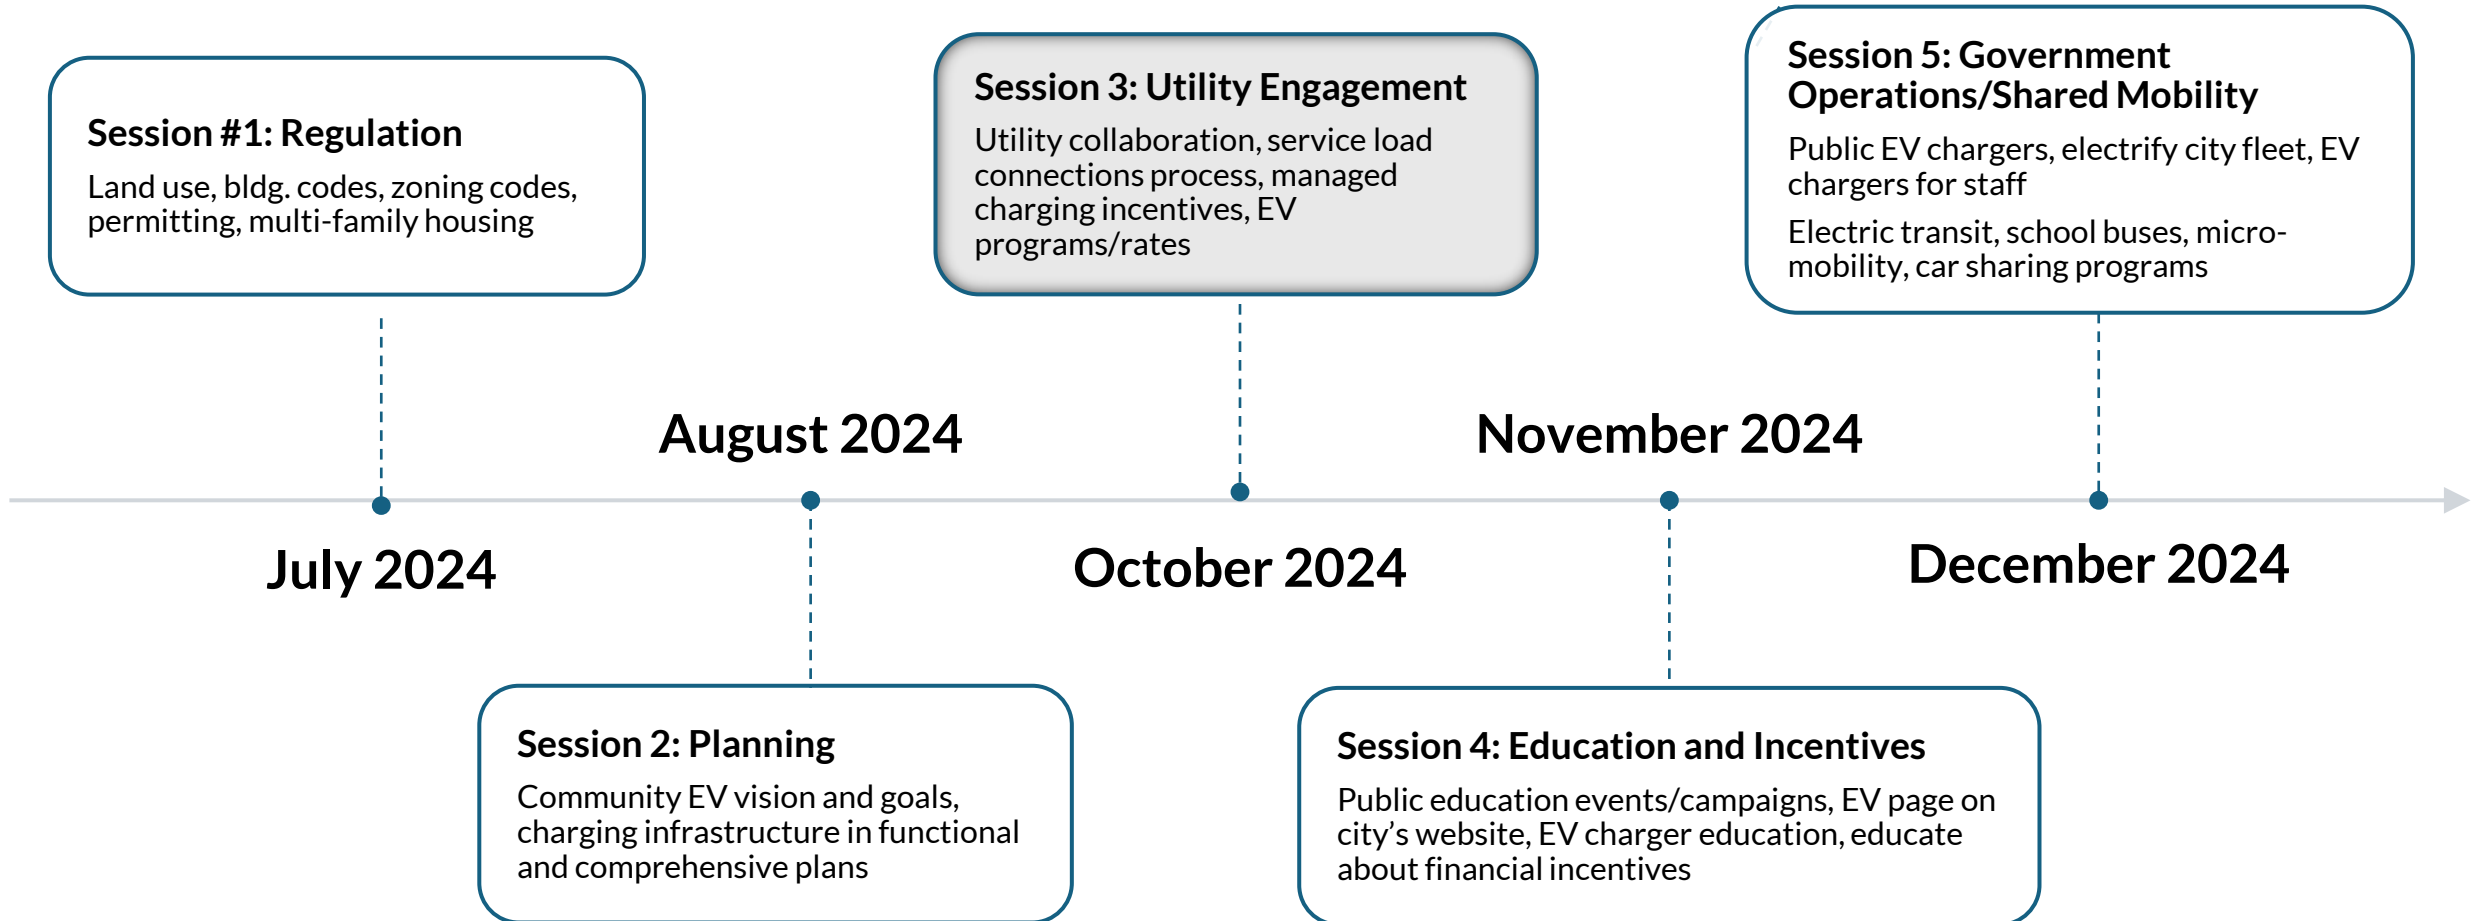 Session #1: Regulation
Land use, bldg. codes, zoning codes,
permitting, multi-family housing
Session 3: Utility Engagement
Utility collaboration, service load
connections process, managed
charging incentives, EV
programs/rates
Session 5: Government
Operations/Shared Mobility
Public EV chargers, electrify city fleet, EV
chargers for staff
Electric transit, school buses, micro-
mobility, car sharing programs
August 2024
November 2024
July 2024
October 2024
December 2024
Session 2: Planning
Community EV vision and goals,
charging infrastructure in functional
and comprehensive plans
Session 4: Education and Incentives
Public education events/campaigns, EV page on
city’s website, EV charger education, educate
about financial incentives